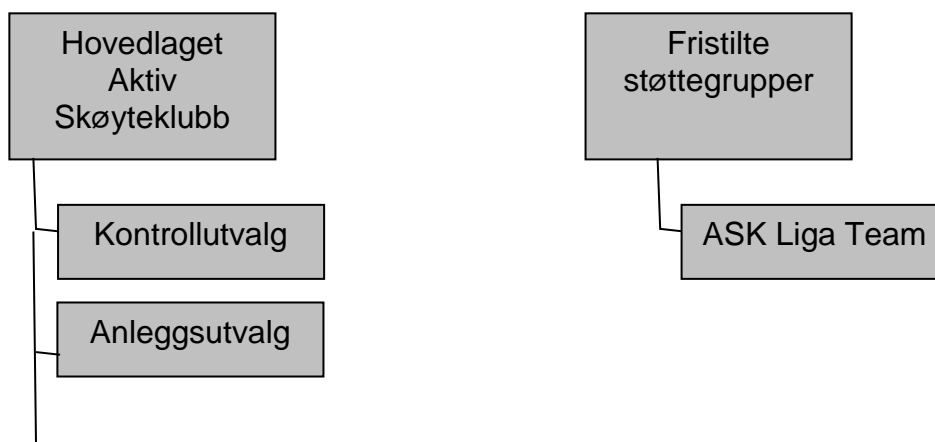 Hovedlaget
Aktiv
Skøyteklubb
Kontrollutvalg
Anleggsutvalg
Fristilte
støttegrupper
ASK Liga Team